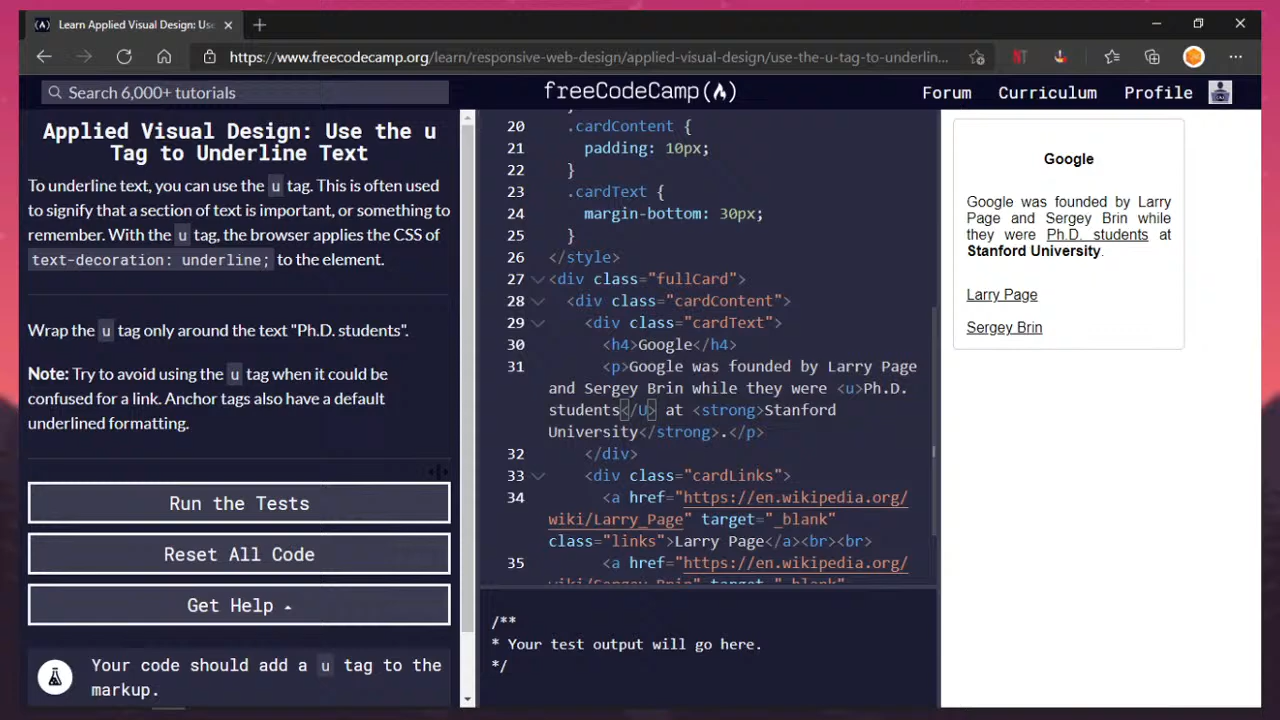 Learn Applied Visual Design: Us
https://www.freecodecamp.org/learn/responsive-web-design/applied-visual-design/use-the-u-tag-to-underlin...
Search 6,000+ tutorials
freeCodeCamp
Forum
Curriculum
Profile
Applied Visual Design: Use the u
Tag to Underline Text
To underline text, you can use the u tag. This is often used
to signify that a section of text is important, or something to
remember. With the u tag, the browser applies the CSS of
text-decoration: underline; to the element.
Wrap the u tag only around the text "Ph.D. students".
Note: Try to avoid using the u tag when it could be
confused for a link. Anchor tags also have a default
underlined formatting.
Run the Tests
Reset All Code
Get Help
Your code should add a u tag to the
markup.
20 .cardContent {
21 padding: 10px;
22 }
23 .cardText {
24 margin-bottom: 30px;
25 }
26 </style>
27 <div class="fullCard">
28 <div class="cardContent">
29 <div class="cardText">
30 <h4>Google</h4>
31 <p>Google was founded by Larry Page
and Sergey Brin while they were <u>Ph.D.
students</U> at <strong>Stanford
University</strong>.</p>
32 </div>
33 <div class="cardLinks">
34 <a href="https://en.wikipedia.org/
wiki/Larry_Page" target="_blank"
class="links">Larry Page</a><br><br>
35 <a href="https://en.wikipedia.org/
wiki/Sergey_Brin" target="_blank"
/**
* Your test output will go here.
*/
Google
Google was founded by Larry
Page and Sergey Brin while
they were Ph.D. students at
Stanford University.
Larry Page
Sergey Brin